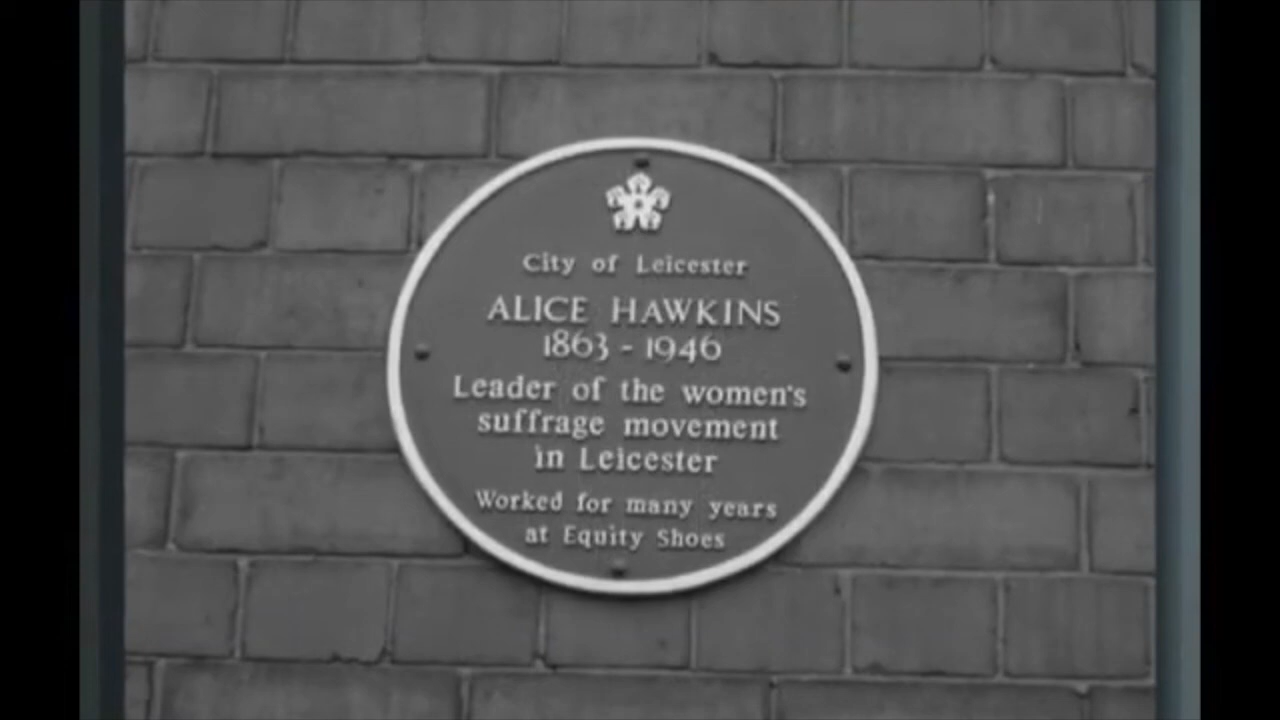 City of Leicester
ALICE HAWKINS
1863 - 1946
Leader of the women's
suffrage movement
in Leicester
Worked for many years
at Equity Shoes